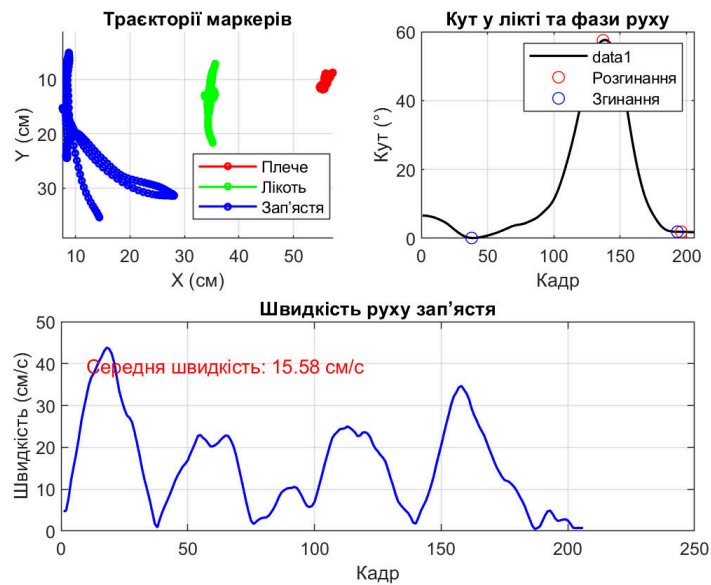 Траєкторії маркерів
10
20
30
Y (см)
10
20
30
40
50
X (см)
Плече
Лікоть
Зап'ястя
Кут у лікті та фази руху
60
40
20
0
Кут (°)
0
50
100
150
200
Кадр
data1
Розгинання
Згинання
Швидкість руху зап'ястя
50
40
30
20
10
0
Швидкість (см/с)
Середня швидкість: 15.58 см/с
0
50
100
150
200
250
Кадр